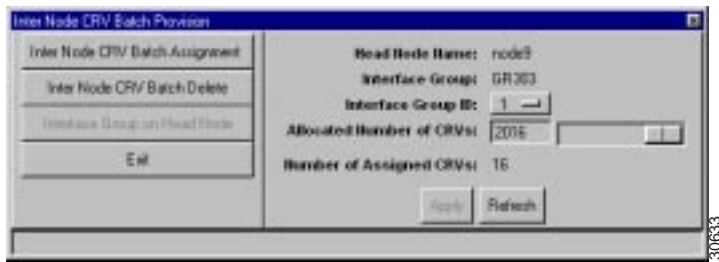 Inter Node CRV Batch Provision
Inter Node CRV Batch Assignment
Inter Node CRV Batch Delete
Interface Group on Head Node
Exit
Head Node Name: node9
Interface Group: GR303
Interface Group ID: 1
Allocated Number of CRVs: 2016
Number of Assigned CRVs: 16
Apply Refresh
30633